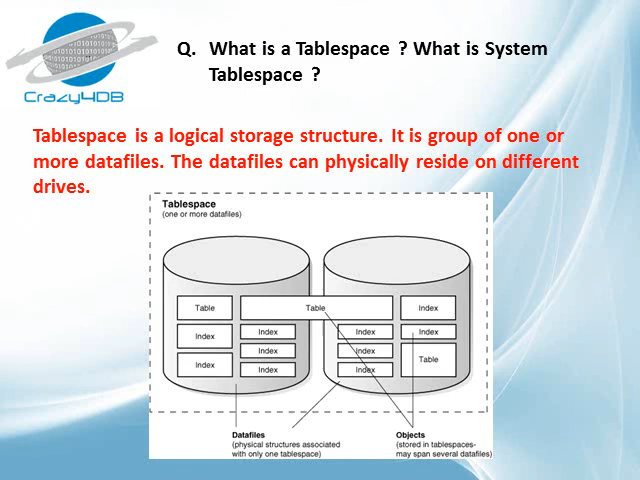 Crazy4DB
Q. What is a Tablespace ? What is System
Tablespace ?
Tablespace is a logical storage structure. It is group of one or
more datafiles. The datafiles can physically reside on different
drives.
Tablespace
(one or more datafiles)
Table
Table
Index
Index
Index
Index
Index
Index
Index
Index
Table
Index
Index
Index
Datafiles
(physical structures associated
with only one tablespace)
Objects
(stored in tablespaces-
may span several datafiles)